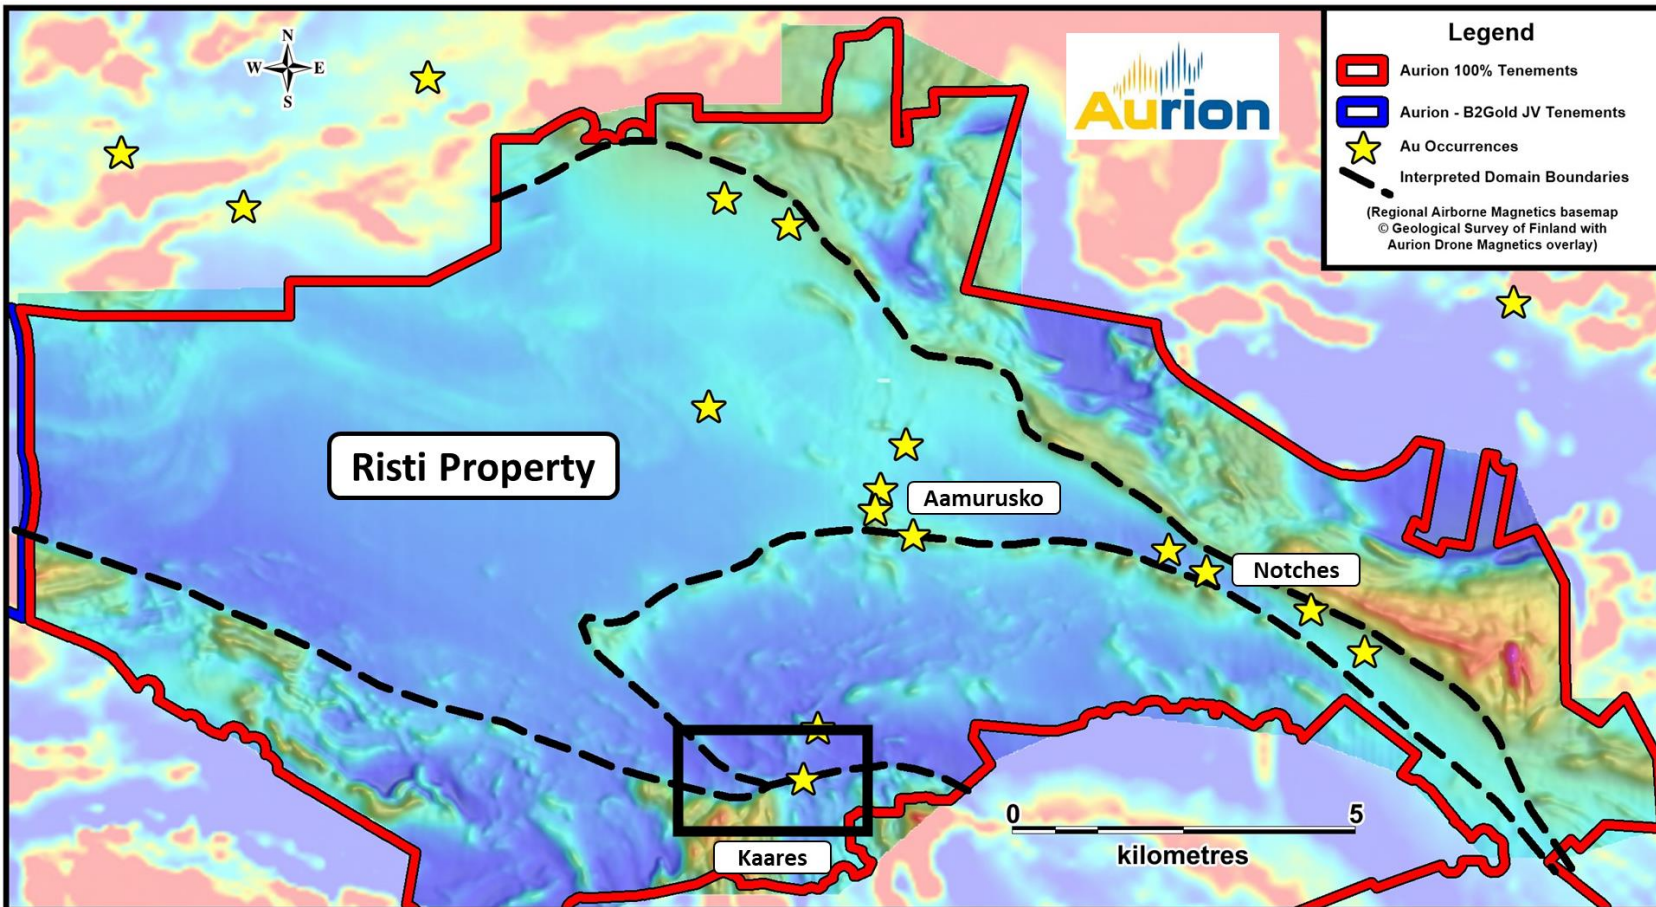 N
W E
S
Aurion
Legend
Aurion 100% Tenements
Aurion - B2Gold JV Tenements
Au Occurrences
Interpreted Domain Boundaries
(Regional Airborne Magnetics basemap
© Geological Survey of Finland with
Aurion Drone Magnetics overlay)
Risti Property
Aamurusko
Notches
Kaares
0 5
kilometres